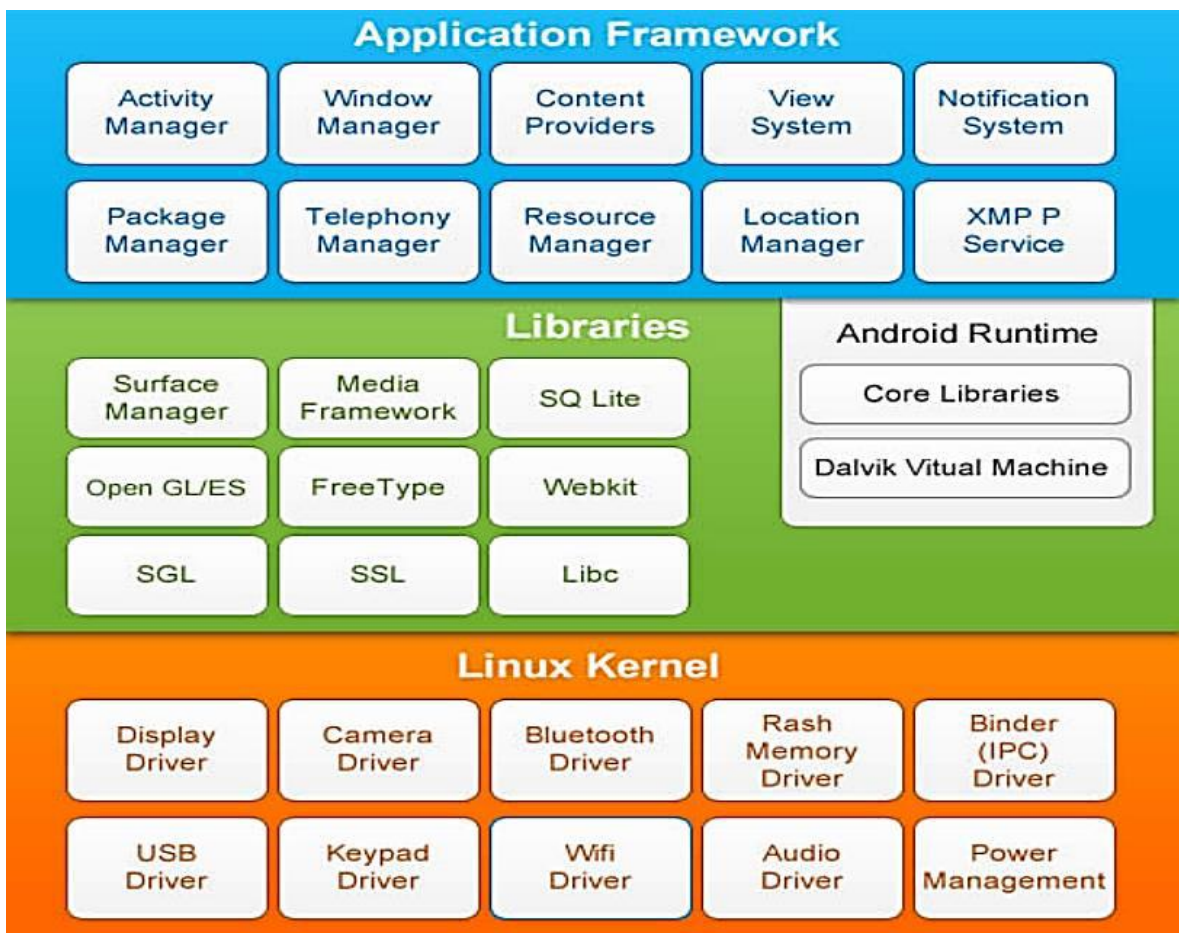 Application Framework
Activity
Manager
Window
Manager
Content
Providers
View
System
Notification
System
Package
Manager
Telephony
Manager
Resource
Manager
Location
Manager
XMP P
Service
Libraries
Surface
Manager
Media
Framework
SQ Lite
Open GL/ES
FreeType
Webkit
SGL
SSL
Libc
Android Runtime
Core Libraries
Dalvik Vitual Machine
Linux Kernel
Display
Driver
Camera
Driver
Bluetooth
Driver
Rash
Memory
Driver
Binder
(IPC)
Driver
USB
Driver
Keypad
Driver
Wifi
Driver
Audio
Driver
Power
Management